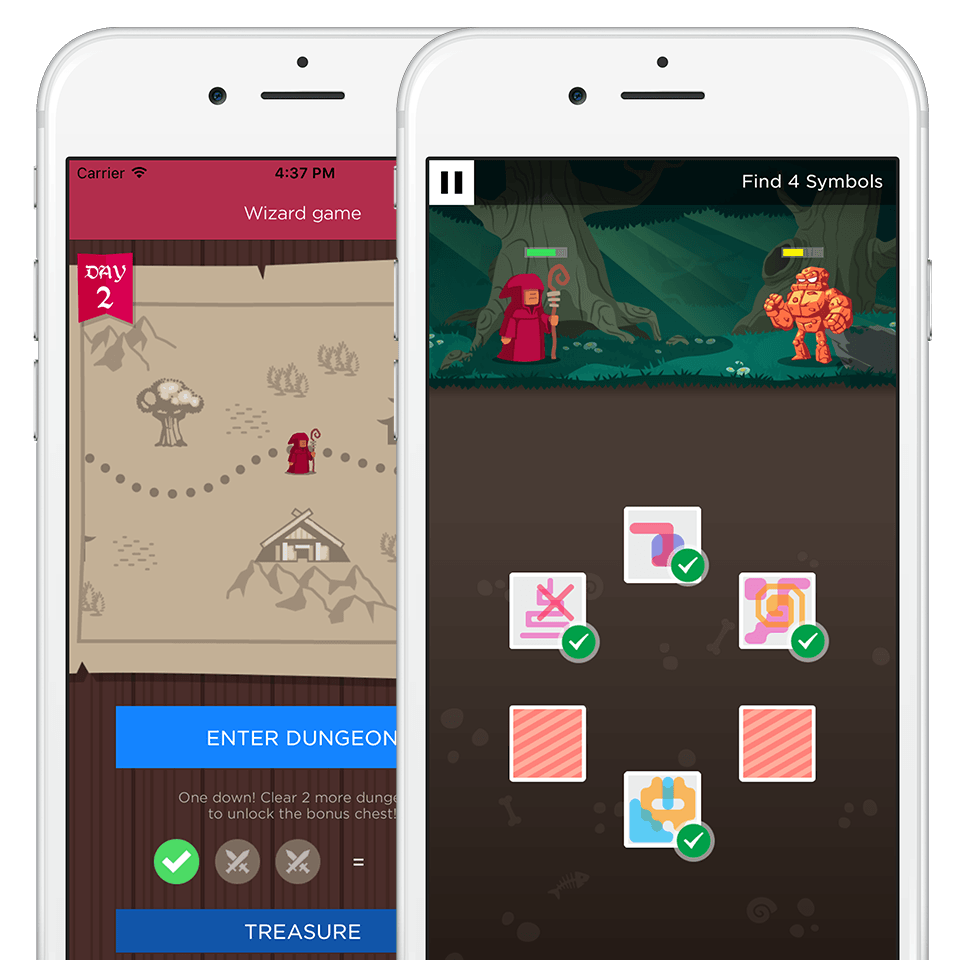 Carrier
4:37 PM
Wizard game
DAY
2
ENTER DUNGEON
One down! Clear 2 more dunge
to unlock the bonus chest!
=
TREASURE
Find 4 Symbols